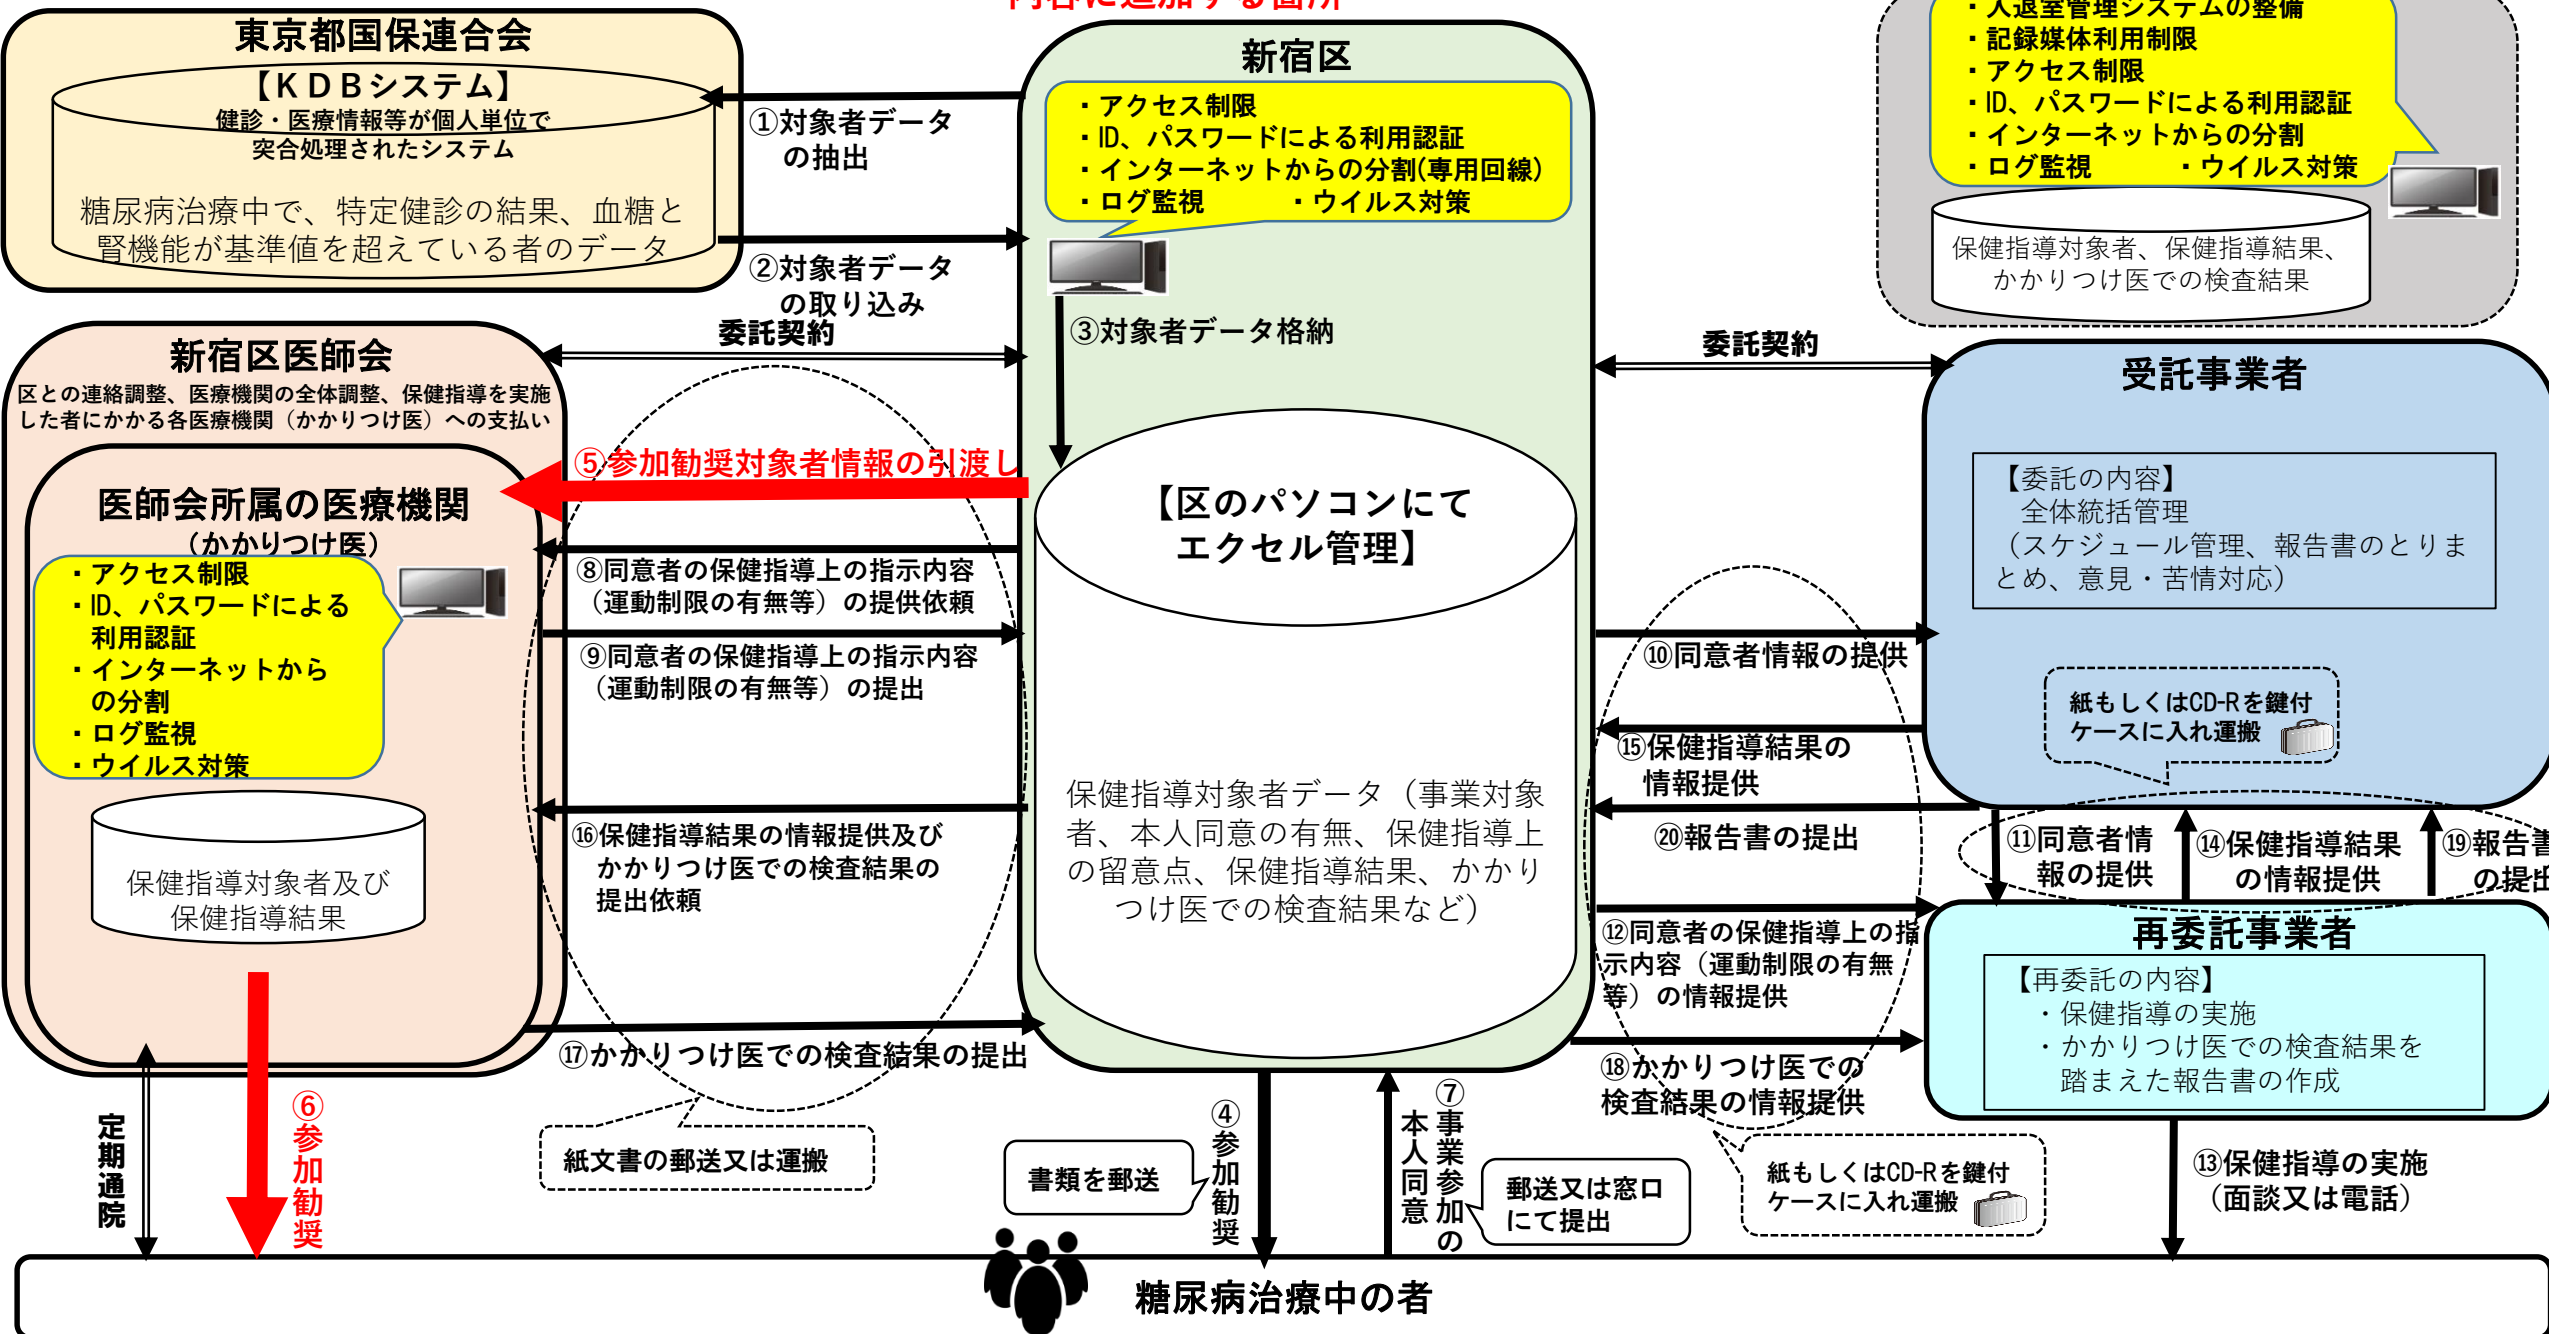 内容に追加する箇所
東京都国保連合会
【ＫＤＢシステム】
健診・医療情報等が個人単位で
突合処理されたシステム
糖尿病治療中で、特定健診の結果、血糖と
腎機能が基準値を超えている者のデータ
①対象者データ
の抽出
②対象者データ
の取り込み
新宿区
・アクセス制限
・ID、パスワードによる利用認証
・インターネットからの分割(専用回線)
・ログ監視　・ウイルス対策
③対象者データ格納
【区のパソコンにて
エクセル管理】
保健指導対象者データ（事業対象
者、本人同意の有無、保健指導上
の留意点、保健指導結果、かかり
つけ医での検査結果など）
・入退室管理システムの整備
・記録媒体利用制限
・アクセス制限
・ID、パスワードによる利用認証
・インターネットからの分割
・ログ監視　・ウイルス対策
保健指導対象者、保健指導結果、
かかりつけ医での検査結果
委託契約
委託契約
新宿区医師会
区との連絡調整、医療機関の全体調整、保健指導を実施
した者にかかる各医療機関（かかりつけ医）への支払い
医師会所属の医療機関
（かかりつけ医）
・アクセス制限
・ID、パスワードによる
利用認証
・インターネットから
の分割
・ログ監視
・ウイルス対策
保健指導対象者及び
保健指導結果
⑤参加勧奨対象者情報の引渡し
⑧同意者の保健指導上の指示内容
（運動制限の有無等）の提供依頼
⑨同意者の保健指導上の指示内容
（運動制限の有無等）の提出
⑯保健指導結果の情報提供及び
かかりつけ医での検査結果の
提出依頼
⑰かかりつけ医での検査結果の提出
紙文書の郵送又は運搬
受託事業者
【委託の内容】
全体統括管理
（スケジュール管理、報告書のとりま
とめ、意見・苦情対応）
紙もしくはCD-Rを鍵付
ケースに入れ運搬
⑩同意者情報の提供
⑮保健指導結果の
情報提供
⑳報告書の提出
⑪同意者情
報の提供
⑭保健指導結果
の情報提供
⑲報告書
の提出
⑫同意者の保健指導上の指
示内容（運動制限の有無
等）の情報提供
⑱かかりつけ医での
検査結果の情報提供
再委託事業者
【再委託の内容】
・保健指導の実施
・かかりつけ医での検査結果を
踏まえた報告書の作成
定期通院
⑥参加勧奨
書類を郵送
④参加勧奨
⑦事業参加の
本人同意
郵送又は窓口
にて提出
紙もしくはCD-Rを鍵付
ケースに入れ運搬
⑬保健指導の実施
（面談又は電話）
糖尿病治療中の者